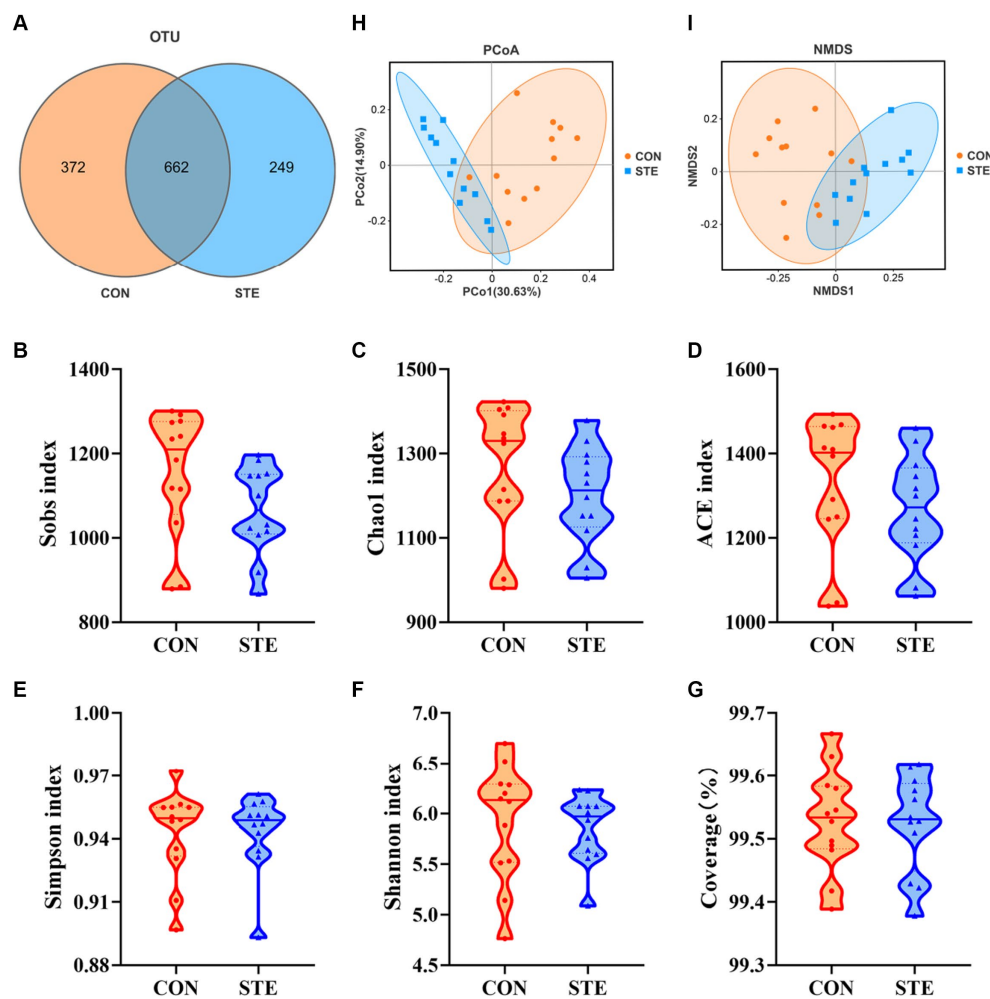 A
OTU
372
662
249
CON
STE
H
PCoA
PCo2(14.90%)
0.2
0
-0.2
-0.2
0
0.2
0.4
PCo1(30.63%)
CON
STE
I
NMDS
NMDS2
0.2
0
-0.2
-0.25
0
0.25
NMDS1
CON
STE
B
Sobs index
1400
1200
1000
800
CON
STE
C
Chao1 index
1500
1300
1100
900
CON
STE
D
ACE index
1600
1400
1200
1000
CON
STE
E
Simpson index
1.00
0.97
0.94
0.91
0.88
CON
STE
F
Shannon index
7.0
6.5
6.0
5.5
5.0
4.5
CON
STE
G
Coverage (%)
99.7
99.6
99.5
99.4
99.3
CON
STE